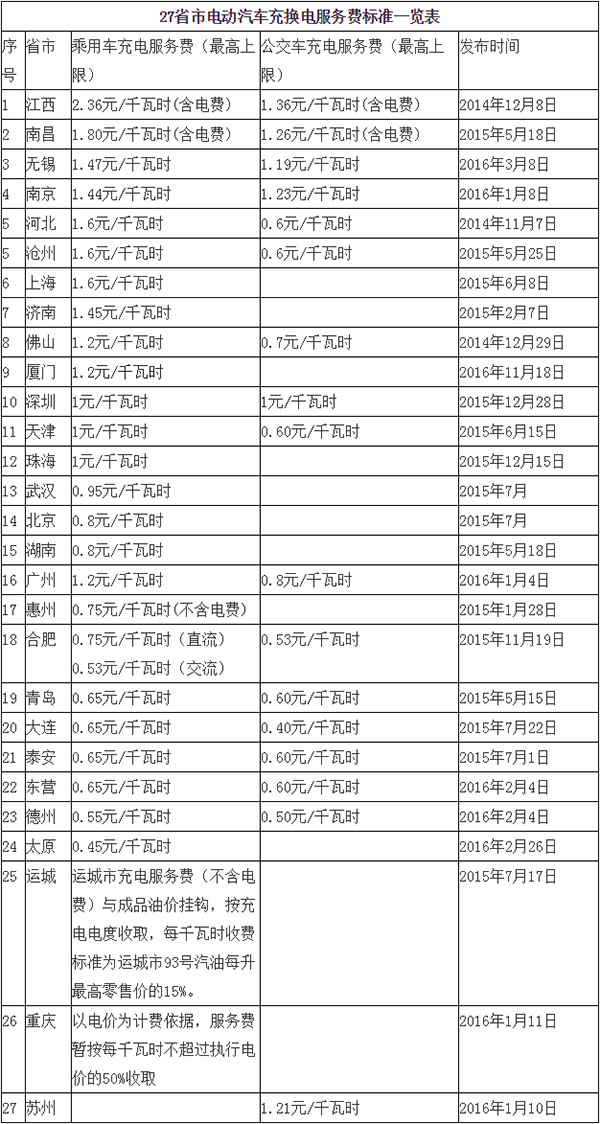 27省市电动汽车充换电服务费标准一览表
序号 省市 乘用车充电服务费（最高上限） 公交车充电服务费（最高上限） 发布时间
1 江西 2.36元/千瓦时(含电费) 1.36元/千瓦时(含电费) 2014年12月8日
2 南昌 1.80元/千瓦时(含电费) 1.26元/千瓦时(含电费) 2015年5月18日
3 无锡 1.47元/千瓦时 1.19元/千瓦时 2016年3月8日
4 南京 1.44元/千瓦时 1.23元/千瓦时 2016年1月8日
5 河北 1.6元/千瓦时 0.6元/千瓦时 2014年11月7日
5 沧州 1.6元/千瓦时 0.6元/千瓦时 2015年5月25日
6 上海 1.6元/千瓦时 2015年6月8日
7 济南 1.45元/千瓦时 2015年2月7日
8 佛山 1.2元/千瓦时 0.7元/千瓦时 2014年12月29日
9 厦门 1.2元/千瓦时 2016年11月18日
10 深圳 1元/千瓦时 1元/千瓦时 2015年12月28日
11 天津 1元/千瓦时 0.60元/千瓦时 2015年6月15日
12 珠海 1元/千瓦时 2015年12月15日
13 武汉 0.95元/千瓦时 2015年7月
14 北京 0.8元/千瓦时 2015年7月
15 湖南 0.8元/千瓦时 2015年5月18日
16 广州 1.2元/千瓦时 0.8元/千瓦时 2016年1月4日
17 惠州 0.75元/千瓦时(不含电费) 2015年1月28日
18 合肥 0.75元/千瓦时（直流） 0.53元/千瓦时 2015年11月19日
0.53元/千瓦时（交流）
19 青岛 0.65元/千瓦时 0.60元/千瓦时 2015年5月15日
20 大连 0.65元/千瓦时 0.40元/千瓦时 2015年7月22日
21 泰安 0.65元/千瓦时 0.60元/千瓦时 2015年7月1日
22 东营 0.65元/千瓦时 0.60元/千瓦时 2016年2月4日
23 德州 0.55元/千瓦时 0.50元/千瓦时 2016年2月4日
24 太原 0.45元/千瓦时 2016年2月26日
25 运城 运城市充电服务费（不含电 2015年7月17日
费）与成品油价挂钩，按充
电电度收取，每千瓦时收费
标准为运城市93号汽油每升
最高零售价的15%。
26 重庆 以电价为计费依据，服务费 2016年1月11日
暂按每千瓦时不超过执行电
价的50%收取
27 苏州 1.21元/千瓦时 2016年1月10日